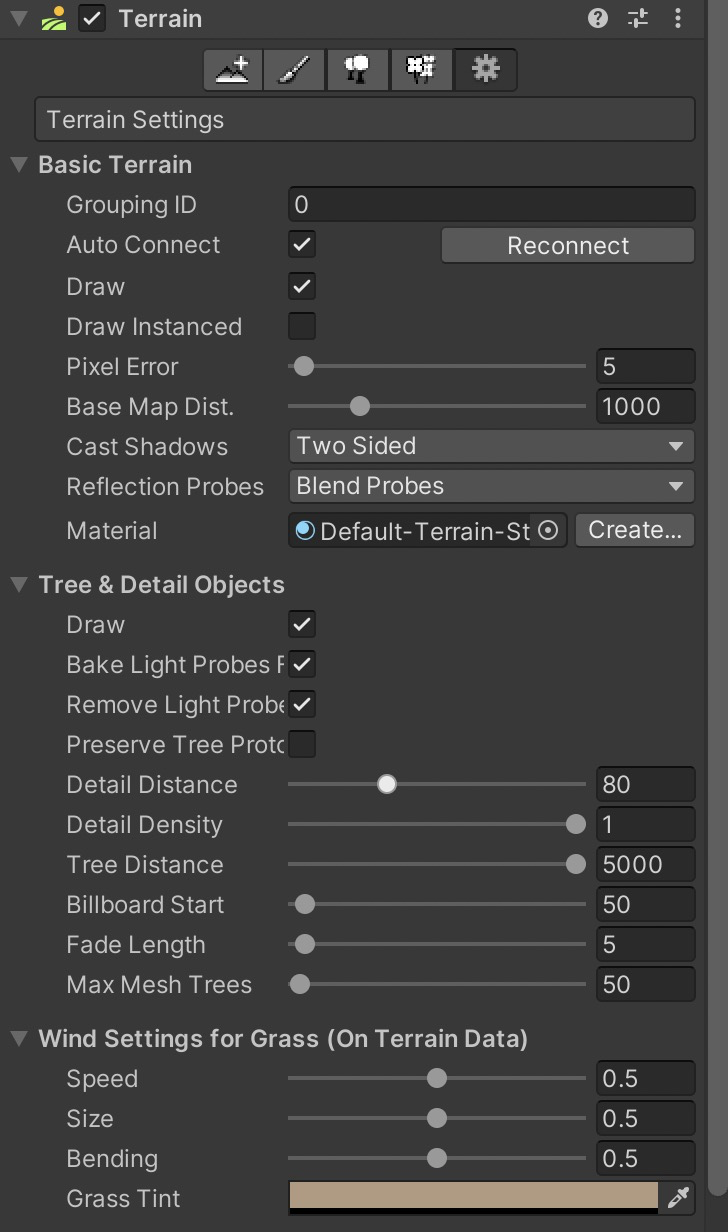 Terrain
Terrain Settings
Basic Terrain
Grouping ID 0
Auto Connect Reconnect
Draw
Draw Instanced
Pixel Error 5
Base Map Dist. 1000
Cast Shadows Two Sided
Reflection Probes Blend Probes
Material Default-Terrain-St Create...
Tree & Detail Objects
Draw
Bake Light Probes F
Remove Light Probe
Preserve Tree Proto
Detail Distance 80
Detail Density 1
Tree Distance 5000
Billboard Start 50
Fade Length 5
Max Mesh Trees 50
Wind Settings for Grass (On Terrain Data)
Speed 0.5
Size 0.5
Bending 0.5
Grass Tint